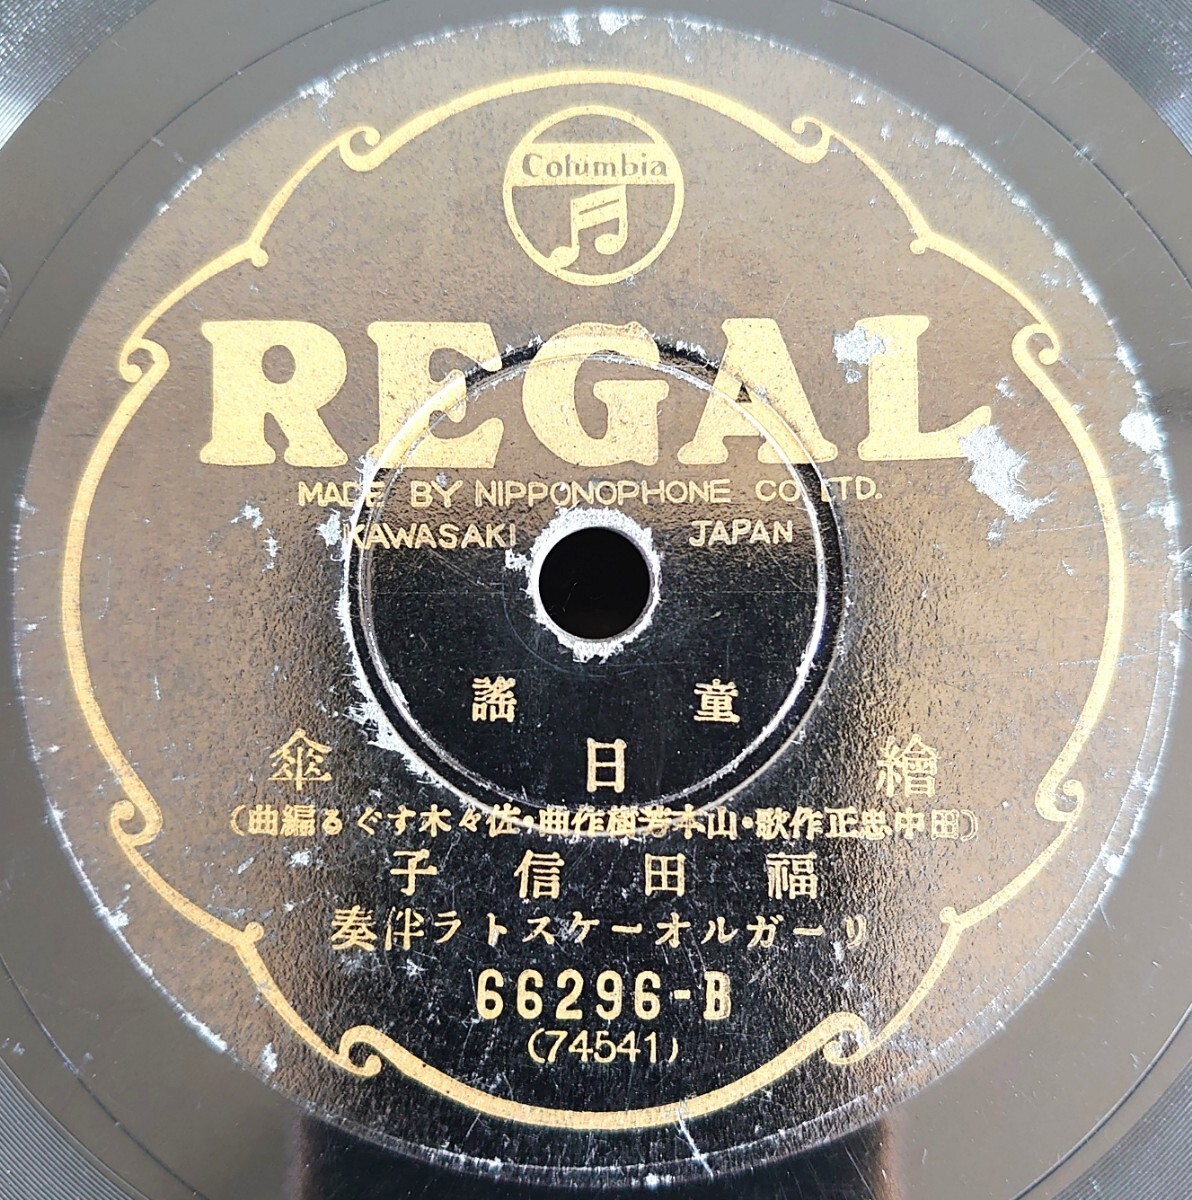 Columbia
REGAL
MADE BY NIPPONOPHONE CO LTD.
KAWASAKI JAPAN
童謠
繪日傘
(田中忠正作歌・山本芳樹作曲・佐々木すぐる編曲)
福田信子
リーガルオーケストラ伴奏
66296-B
(74541)